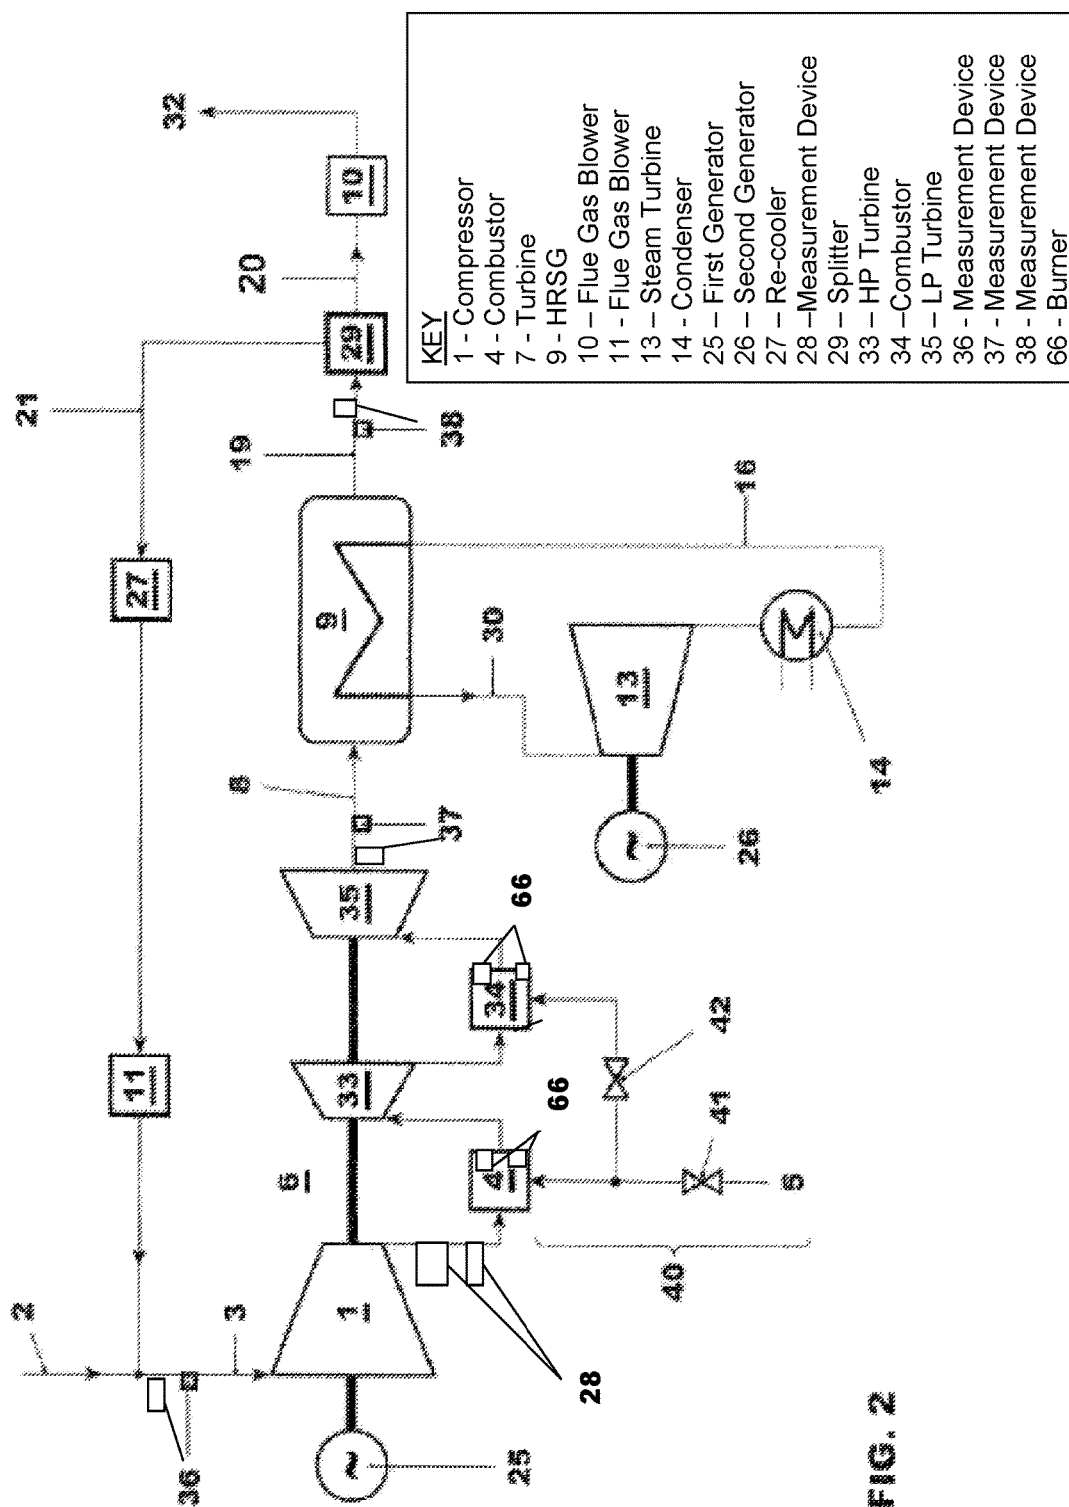 32
10
20
29
21
19
38
27
9
16
30
13
14
8
37
26
35
66
34
11
33
66
42
6
4
41
5
40
2
3
1
28
36
25
KEY
1 - Compressor
4 - Combustor
7 - Turbine
9 - HRSG
10 – Flue Gas Blower
11 - Flue Gas Blower
13 – Steam Turbine
14 - Condenser
25 – First Generator
26 – Second Generator
27 – Re-cooler
28 –Measurement Device
29 – Splitter
33 – HP Turbine
34 –Combustor
35 – LP Turbine
36 - Measurement Device
37 - Measurement Device
38 - Measurement Device
66 - Burner
FIG. 2